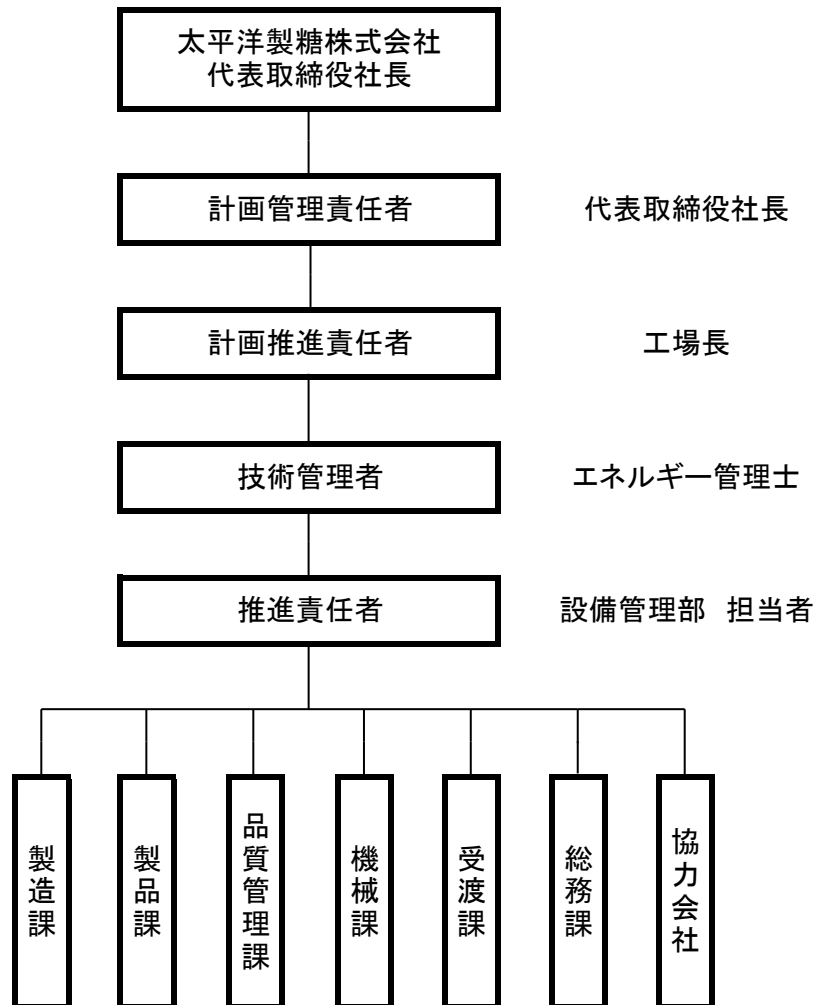 太平洋製糖株式会社
代表取締役社長
計画管理責任者
代表取締役社長
計画推進責任者
工場長
技術管理者
エネルギー管理士
推進責任者
設備管理部 担当者
製造課
製品課
品質管理課
機械課
受渡課
総務課
協力会社